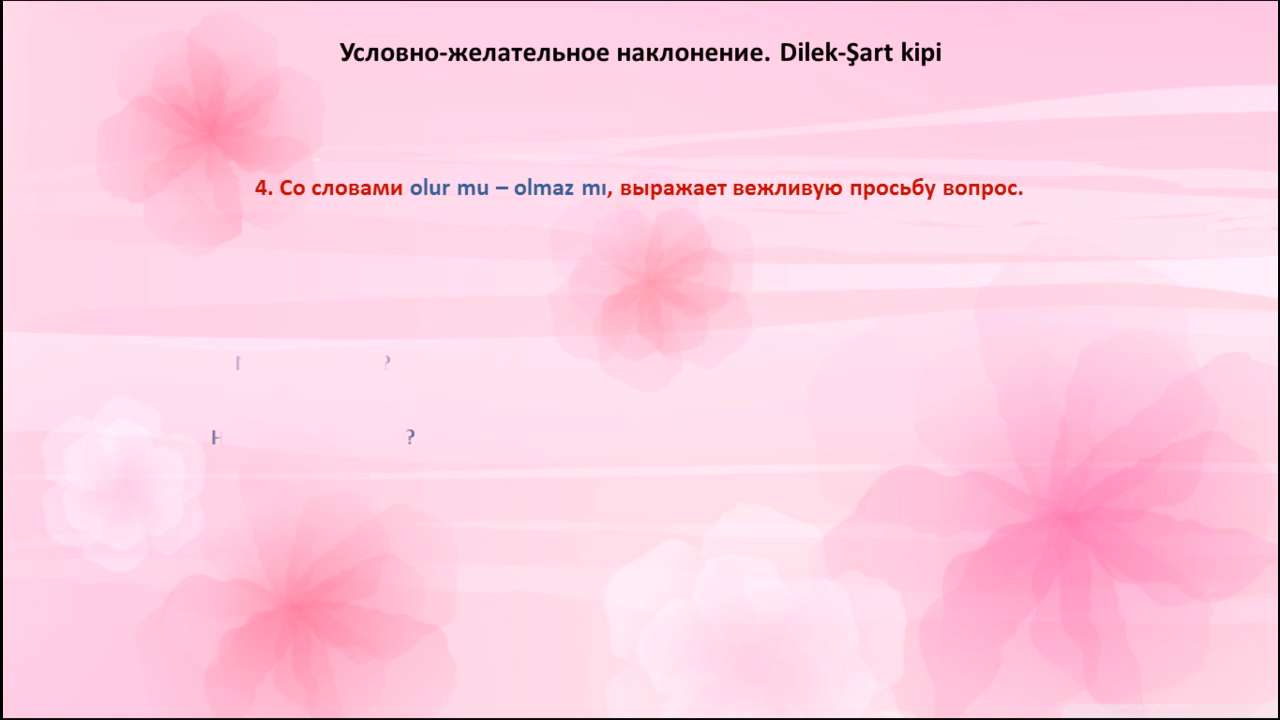 Условно-желательное наклонение. Dilek-Şart kipi
4. Со словами olur mu – olmaz mı, выражает вежливую просьбу вопрос.
?
?